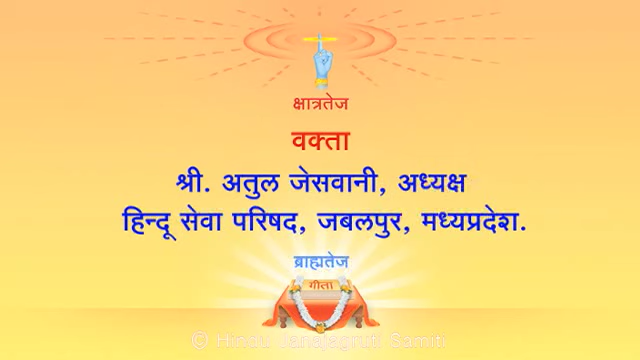 क्षात्रतेज
वक्ता
श्री. अतुल जेसवानी, अध्यक्ष
हिन्दू सेवा परिषद, जबलपुर, मध्यप्रदेश.
ब्राह्मतेज
गीता
© Hindu Janajagruti Samiti